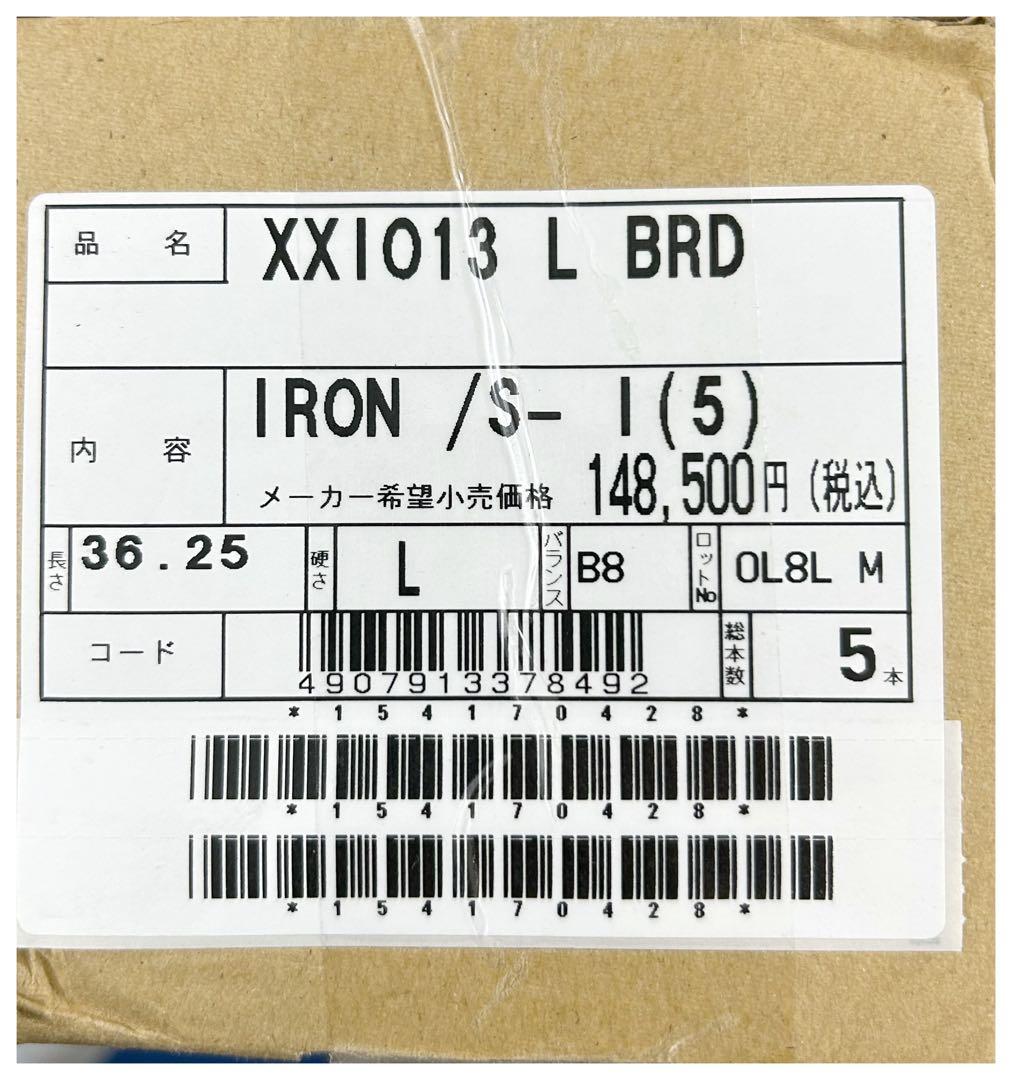 品 名 XXIO13 L BRD
内 容 IRON /S- I(5)
メーカー希望小売価格 148,500円(税込)
長さ 36.25 硬さ L バランス B8 ロットNo 0L8L M
コード 4907913378492 総本数 5本
*154170428*
*154170428*
*154170428*